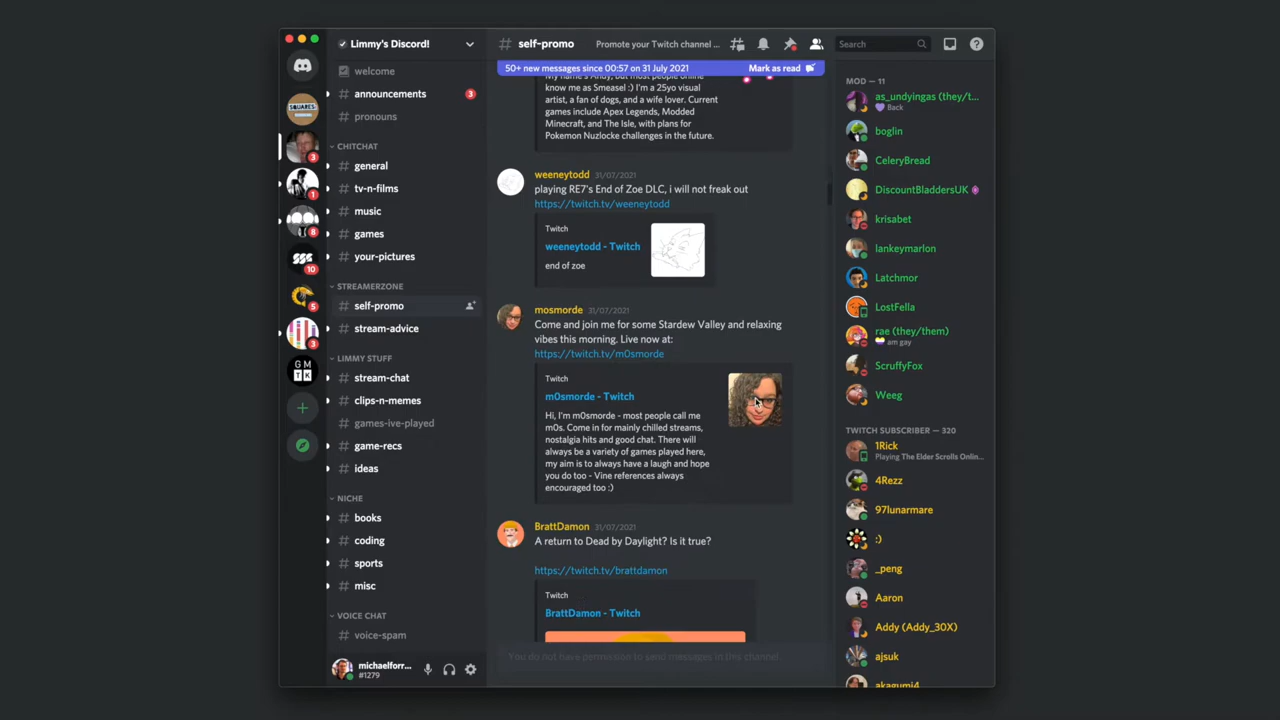 Limmy's Discord!
welcome
announcements
3
pronouns
CHITCHAT
general
tv-n-films
music
games
your-pictures
STREAMERZONE
self-promo
stream-advice
LIMMY STUFF
stream-chat
clips-n-memes
games-ive-played
game-recs
ideas
NICHE
books
coding
sports
misc
VOICE CHAT
voice-spam
michaelforr...
#1279
SQUARES
3
1
8
10
5
3
GM
TK
# self-promo
Promote your Twitch channel ...
Search
50+ new messages since 00:57 on 31 July 2021
Mark as read
My name's Andy, but most people online
know me as Smeasel :) I'm a 25yo visual
artist, a fan of dogs, and a wife lover. Current
games include Apex Legends, Modded
Minecraft, and The Isle, with plans for
Pokemon Nuzlocke challenges in the future.
weeneytodd 31/07/2021
playing RE7's End of Zoe DLC, i will not freak out
https://twitch.tv/weeneytodd
Twitch
weeneytodd - Twitch
end of zoe
mosmorde 31/07/2021
Come and join me for some Stardew Valley and relaxing
vibes this morning. Live now at:
https://twitch.tv/m0smorde
Twitch
m0smorde - Twitch
Hi, I'm m0smorde - most people call me
m0s. Come in for mainly chilled streams,
nostalgia hits and good chat. There will
always be a variety of games played here,
my aim is to always have a laugh and hope
you do too - Vine references always
encouraged too :)
BrattDamon 31/07/2021
A return to Dead by Daylight? Is it true?
https://twitch.tv/brattdamon
Twitch
BrattDamon - Twitch
You do not have permission to send messages in this channel.
MOD — 11
as_undyingas (they/t...
Back
boglin
CeleryBread
DiscountBladdersUK
krisabet
lankeymarlon
Latchmor
LostFella
rae (they/them)
am gay
ScruffyFox
Weeg
TWITCH SUBSCRIBER — 320
1Rick
Playing The Elder Scrolls Onlin...
4Rezz
97lunarmare
:)
_peng
Aaron
Addy (Addy_30X)
ajsuk
akagumi4